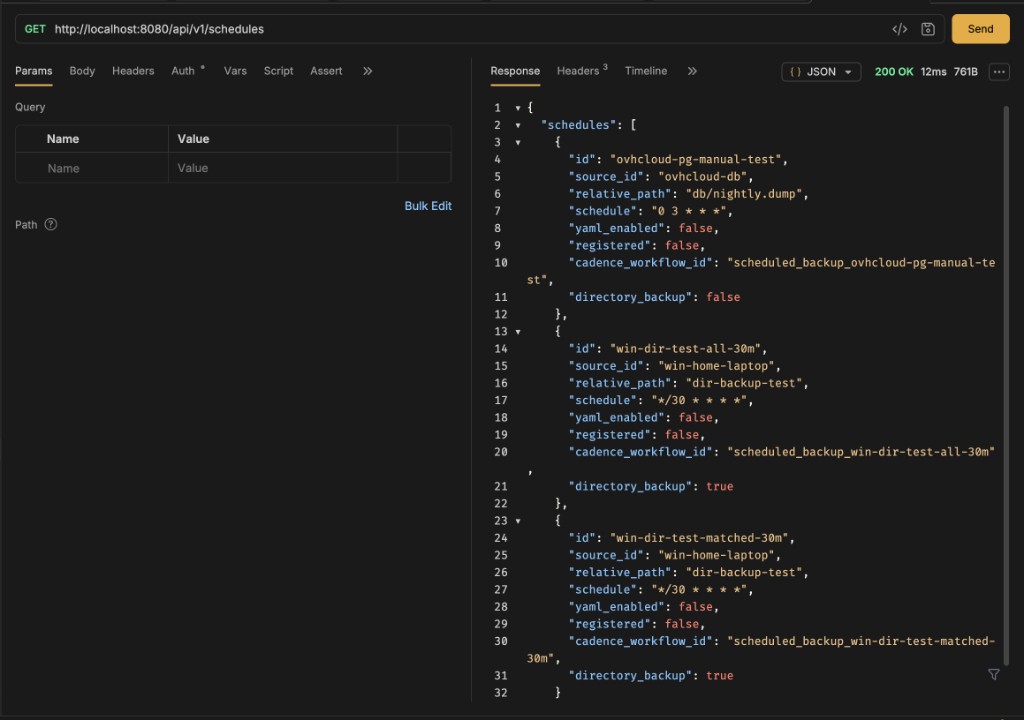 GET http://localhost:8080/api/v1/schedules </> Send
Params Body Headers Auth * Vars Script Assert »
Query
Name Value
Name Value
Bulk Edit
Path ?
Response Headers 3 Timeline » { } JSON 200 OK 12ms 761B ...
1 {
2 "schedules": [
3 {
4 "id": "ovhcloud-pg-manual-test",
5 "source_id": "ovhcloud-db",
6 "relative_path": "db/nightly.dump",
7 "schedule": "0 3 * * *",
8 "yaml_enabled": false,
9 "registered": false,
10 "cadence_workflow_id": "scheduled_backup_ovhcloud-pg-manual-te
st",
11 "directory_backup": false
12 },
13 {
14 "id": "win-dir-test-all-30m",
15 "source_id": "win-home-laptop",
16 "relative_path": "dir-backup-test",
17 "schedule": "*/30 * * * *",
18 "yaml_enabled": false,
19 "registered": false,
20 "cadence_workflow_id": "scheduled_backup_win-dir-test-all-30m"
,
21 "directory_backup": true
22 },
23 {
24 "id": "win-dir-test-matched-30m",
25 "source_id": "win-home-laptop",
26 "relative_path": "dir-backup-test",
27 "schedule": "*/30 * * * *",
28 "yaml_enabled": false,
29 "registered": false,
30 "cadence_workflow_id": "scheduled_backup_win-dir-test-matched-
30m",
31 "directory_backup": true
32 }